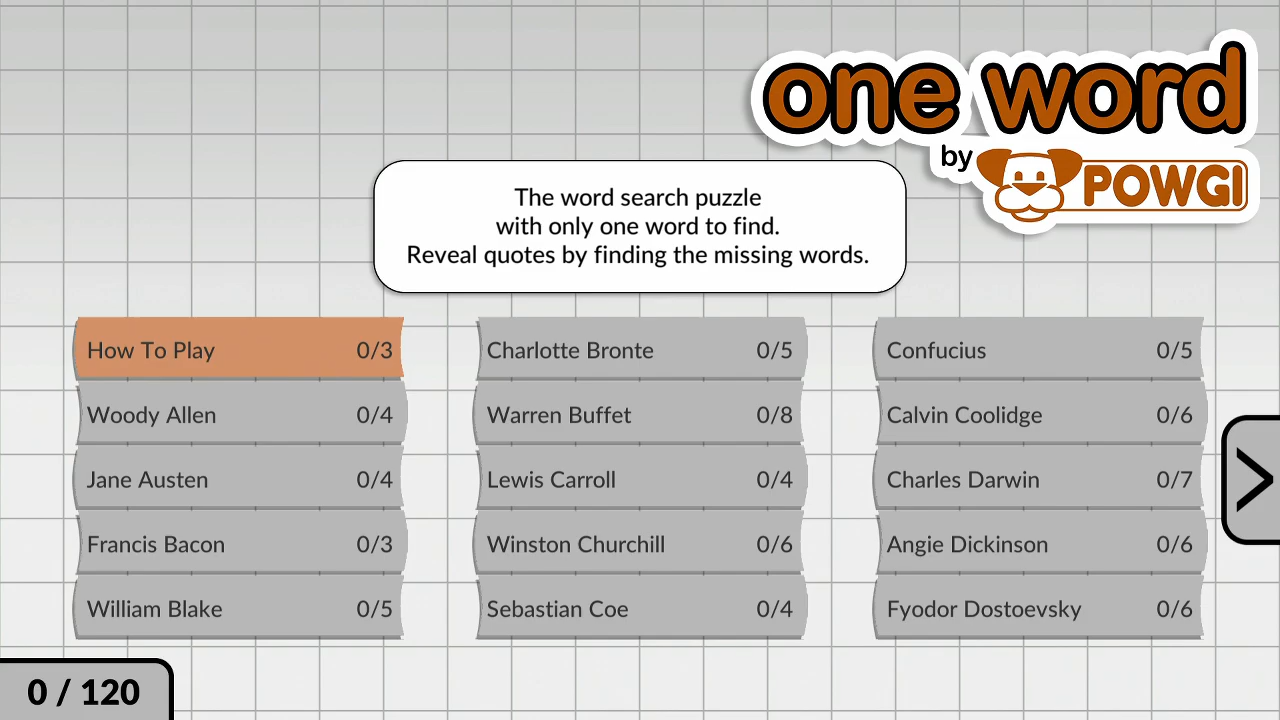 one word
by POWGI
The word search puzzle
with only one word to find.
Reveal quotes by finding the missing words.
How To Play 0/3
Woody Allen 0/4
Jane Austen 0/4
Francis Bacon 0/3
William Blake 0/5
Charlotte Bronte 0/5
Warren Buffet 0/8
Lewis Carroll 0/4
Winston Churchill 0/6
Sebastian Coe 0/4
Confucius 0/5
Calvin Coolidge 0/6
Charles Darwin 0/7
Angie Dickinson 0/6
Fyodor Dostoevsky 0/6
>
0 / 120